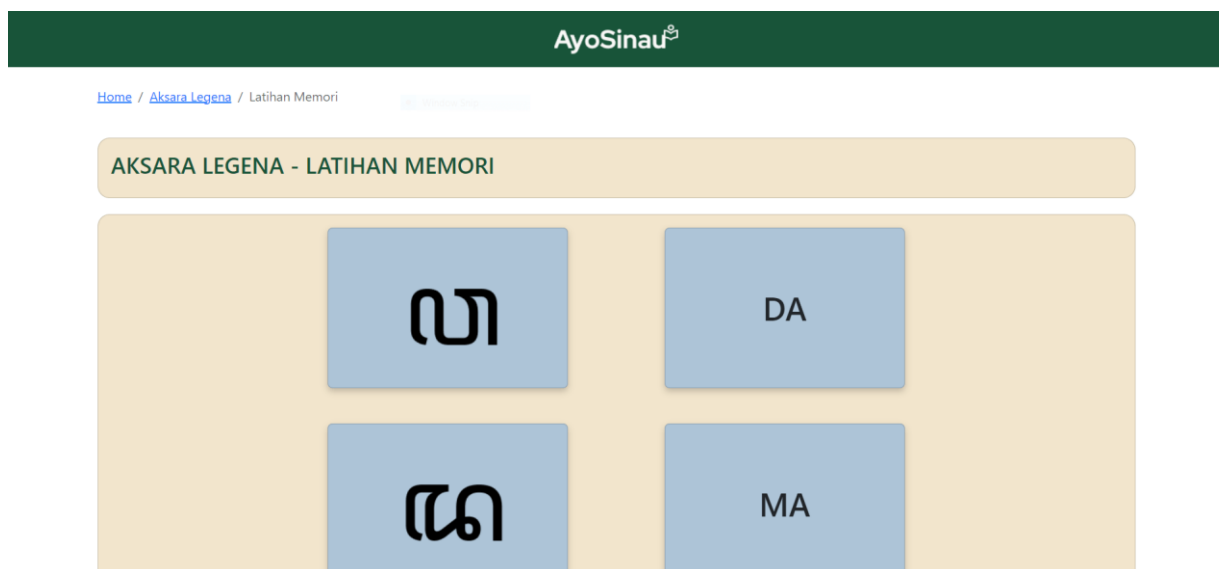 AyoSinau
Home / Aksara Legena / Latihan Memori
AKSARA LEGENA - LATIHAN MEMORI
ꦢ DA
ꦩ MA